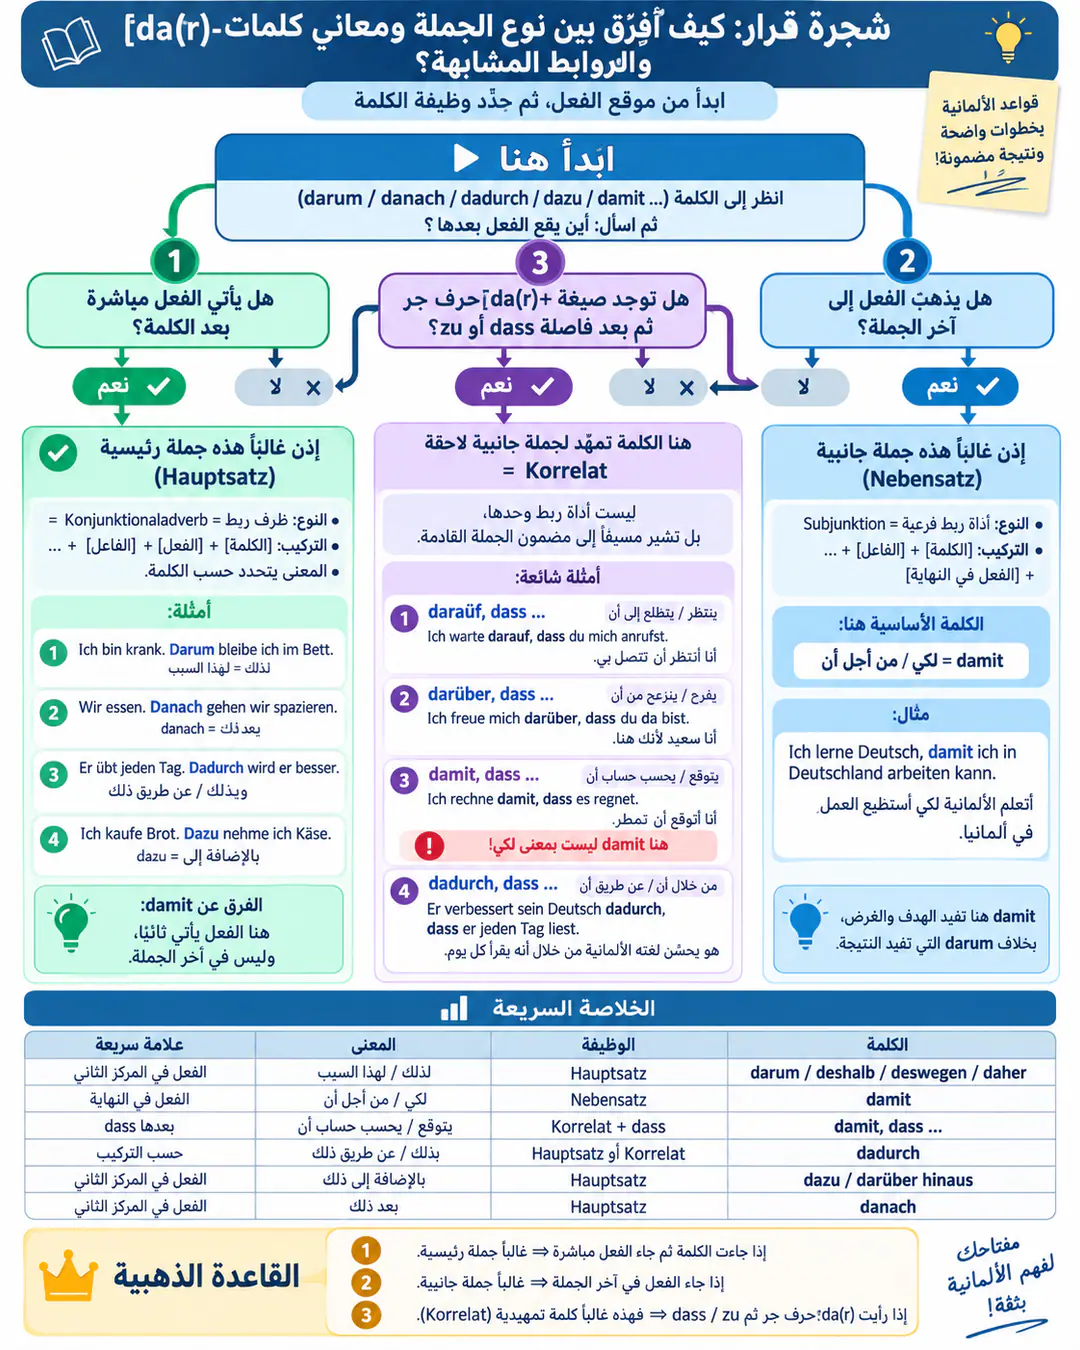 شجرة قرار: كيف أفرّق بين نوع الجملة ومعاني كلمات-da(r)]
والروابط المشابهة؟
ابدأ من موقع الفعل، ثم حدّد وظيفة الكلمة
قواعد الألمانية
بخطوات واضحة
ونتيجة مضمونة!
ابدأ هنا
انظر إلى الكلمة (darum / danach / dadurch / dazu / damit ...)
ثم اسأل: أين يقع الفعل بعدها ؟
1
هل يأتي الفعل مباشرة
بعد الكلمة؟
نعم
لا
3
هل توجد صيغة +da(r)] حرف جر
ثم بعد فاصلة dass أو zu؟
نعم
لا
2
هل يذهب الفعل إلى
آخر الجملة؟
لا
نعم
إذن غالبًا هذه جملة رئيسية
(Hauptsatz)
• النوع: ظرف ربط = Konjunktionaladverb =
• التركيب: [الكلمة] + [الفعل] + [الفاعل] + ...
• المعنى يتحدد حسب الكلمة.
أمثلة:
1 Ich bin krank. Darum bleibe ich im Bett.
لذلك = لهذا السبب
2 Wir essen. Danach gehen wir spazieren.
danach = بعد ذلك
3 Er übt jeden Tag. Dadurch wird er besser.
وبذلك / عن طريق ذلك
4 Ich kaufe Brot. Dazu nehme ich Käse.
dazu = بالإضافة إلى
الفرق عن damit:
هنا الفعل يأتي ثانيًا،
وليس في آخر الجملة.
هنا الكلمة تمهّد لجملة جانبية لاحقة
= Korrelat
ليست أداة ربط وحدها،
بل تشير مسبقًا إلى مضمون الجملة القادمة.
أمثلة شائعة:
1 daraüf, dass ... ينتظر / يتطلع إلى أن
Ich warte darauf, dass du mich anrufst.
أنا أنتظر أن تتصل بي.
2 darüber, dass ... يفرح / ينزعج من أن
Ich freue mich darüber, dass du da bist.
أنا سعيد لأنك هنا.
3 damit, dass ... يتوقع / يحسب حساب أن
Ich rechne damit, dass es regnet.
أنا أتوقع أن تمطر.
هنا damit ليست بمعنى لكي!
4 dadurch, dass ... من خلال أن / عن طريق أن
Er verbessert sein Deutsch dadurch,
dass er jeden Tag liest.
هو يحسّن لغته الألمانية من خلال أنه يقرأ كل يوم.
إذن غالبًا هذه جملة جانبية
(Nebensatz)
• النوع: أداة ربط فرعية = Subjunktion
• التركيب: [الكلمة] + [الفاعل] + ...
+ [الفعل في النهاية]
الكلمة الأساسية هنا:
damit = لكي / من أجل أن
مثال:
Ich lerne Deutsch, damit ich in
Deutschland arbeiten kann.
أتعلم الألمانية لكي أستطيع العمل
في ألمانيا.
damit هنا تفيد الهدف والغرض،
بخلاف darum التي تفيد النتيجة.
الخلاصة السريعة
الكلمة الوظيفة المعنى علامة سريعة
darum / deshalb / deswegen / daher Hauptsatz لذلك / لهذا السبب الفعل في المركز الثاني
damit Nebensatz لكي / من أجل أن الفعل في النهاية
damit, dass ... Korrelat + dass يتوقع / يحسب حساب أن بعدها dass
dadurch Hauptsatz أو Korrelat بذلك / عن طريق ذلك حسب التركيب
dazu / darüber hinaus Hauptsatz بالإضافة إلى ذلك الفعل في المركز الثاني
danach Hauptsatz بعد ذلك الفعل في المركز الثاني
القاعدة الذهبية
1 إذا جاءت الكلمة ثم جاء الفعل مباشرة ⇒ غالباً جملة رئيسية.
2 إذا جاء الفعل في آخر الجملة ⇒ غالباً جملة جانبية.
3 إذا رأيت da(r)+حرف جر ثم dass / zu ⇒ فهذه غالباً كلمة تمهيدية (Korrelat).
مفتاحك
لفهم الألمانية
بثقة!